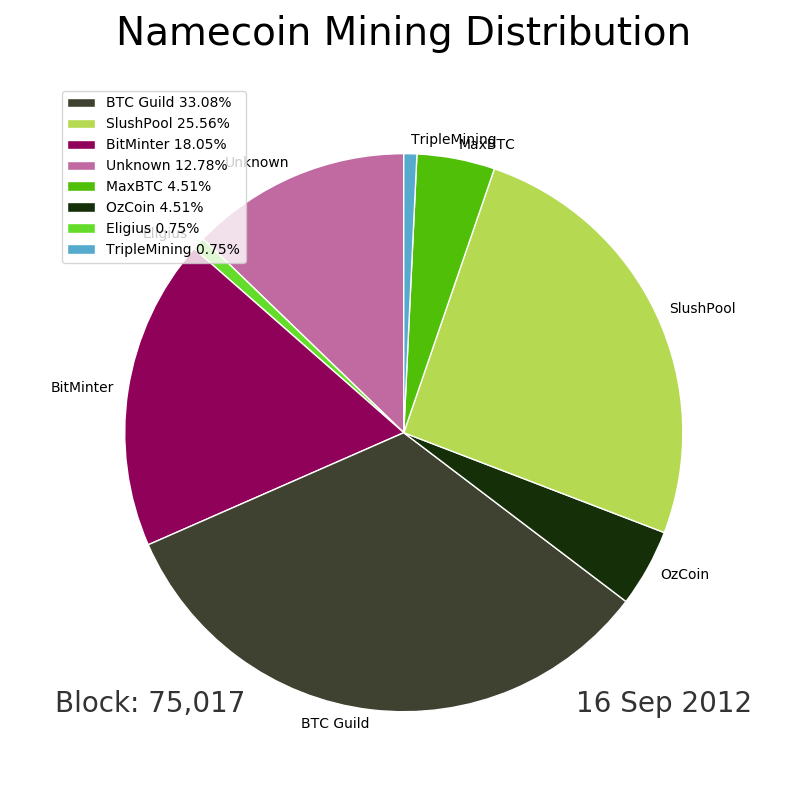 Namecoin Mining Distribution
BTC Guild 33.08%
SlushPool 25.56%
BitMinter 18.05%
Unknown 12.78%
MaxBTC 4.51%
OzCoin 4.51%
Eligius 0.75%
TripleMining 0.75%
TripleMining
MaxBTC
Unknown
Eligius
SlushPool
BitMinter
OzCoin
BTC Guild
Block: 75,017
16 Sep 2012